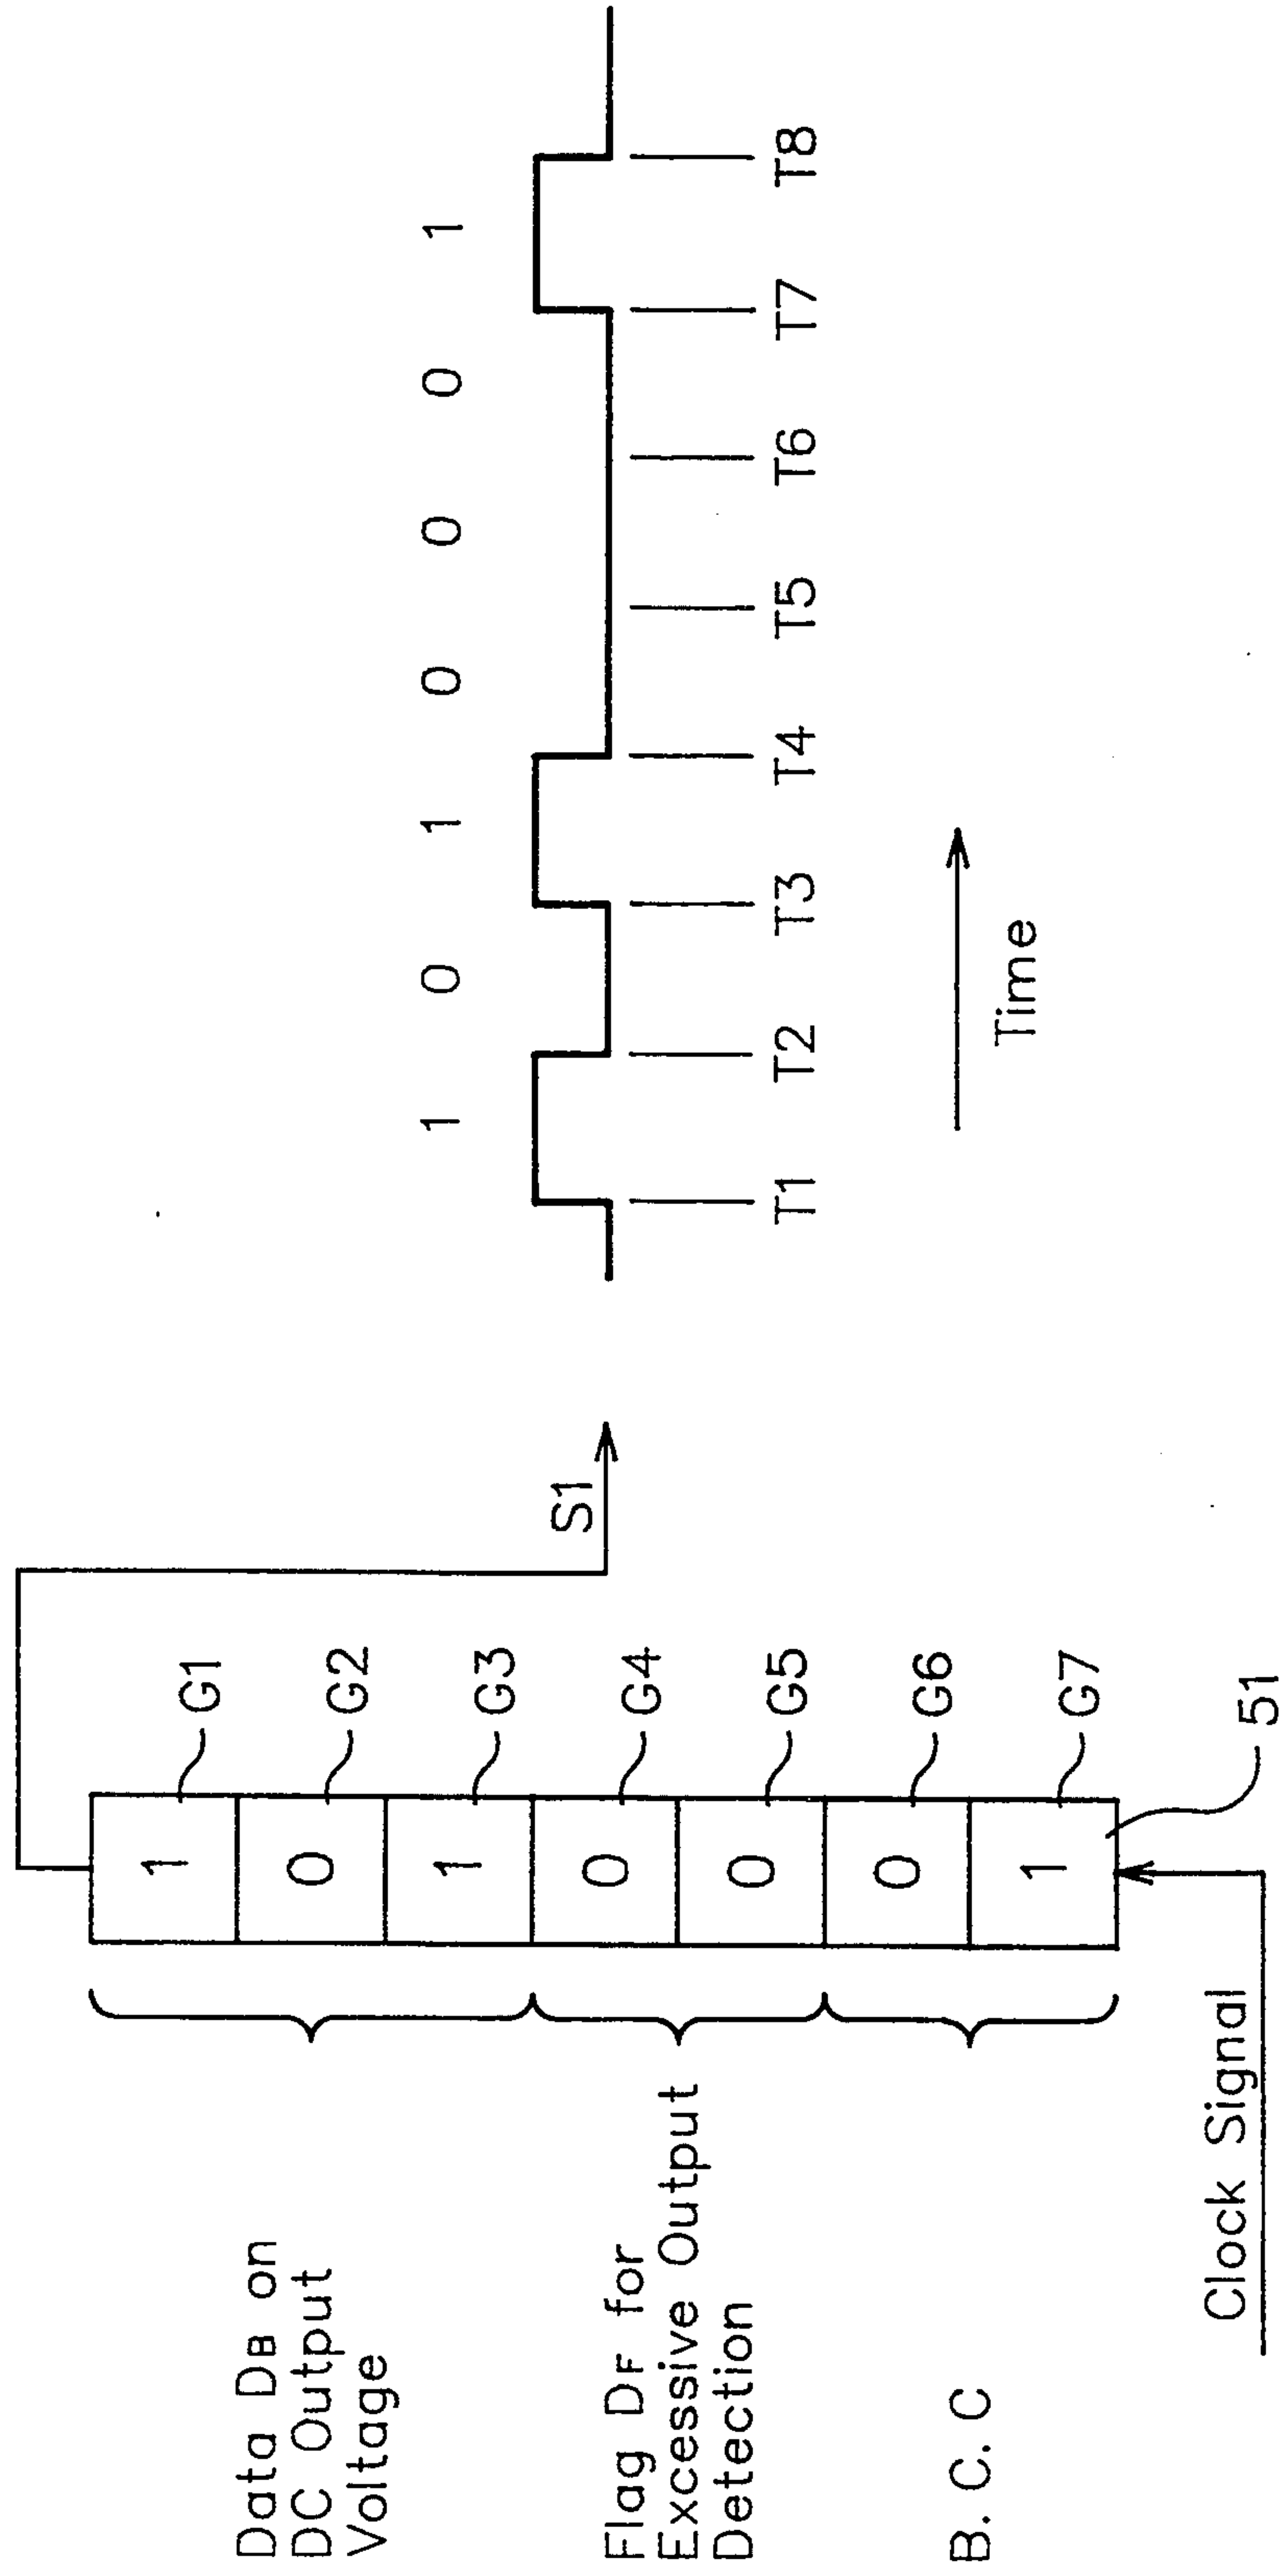 Data DB on
DC Output
Voltage
Flag DF for
Excessive Output
Detection
B. C. C
Clock Signal
1
0
1
0
0
0
1
G1
G2
G3
G4
G5
G6
G7
51
S1
1 0 1 0 0 0 1
T1 T2 T3 T4 T5 T6 T7 T8
Time